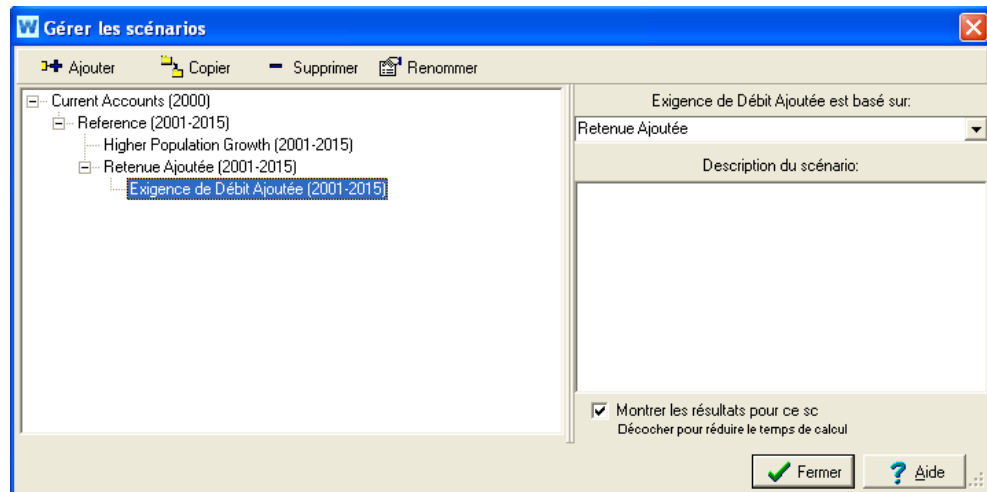 W Gérer les scénarios
Ajouter Copier Supprimer Renommer
Current Accounts (2000)
Reference (2001-2015)
Higher Population Growth (2001-2015)
Retenue Ajoutée (2001-2015)
Exigence de Débit Ajoutée (2001-2015)
Exigence de Débit Ajoutée est basé sur:
Retenue Ajoutée
Description du scénario:
Montrer les résultats pour ce sc
Décocher pour réduire le temps de calcul
Fermer ? Aide